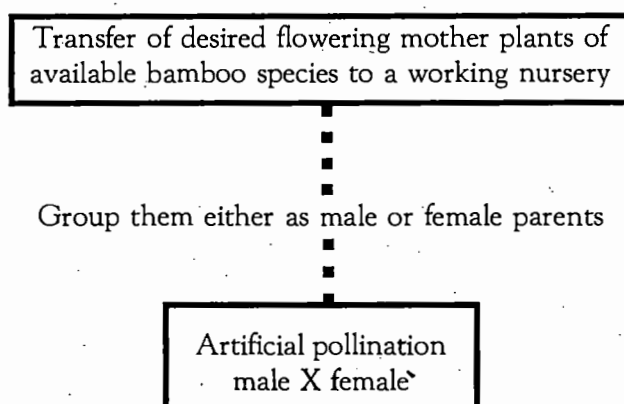 Transfer of desired flowering mother plants of
available bamboo species to a working nursery
Group them either as male or female parents
Artificial pollination
male X female